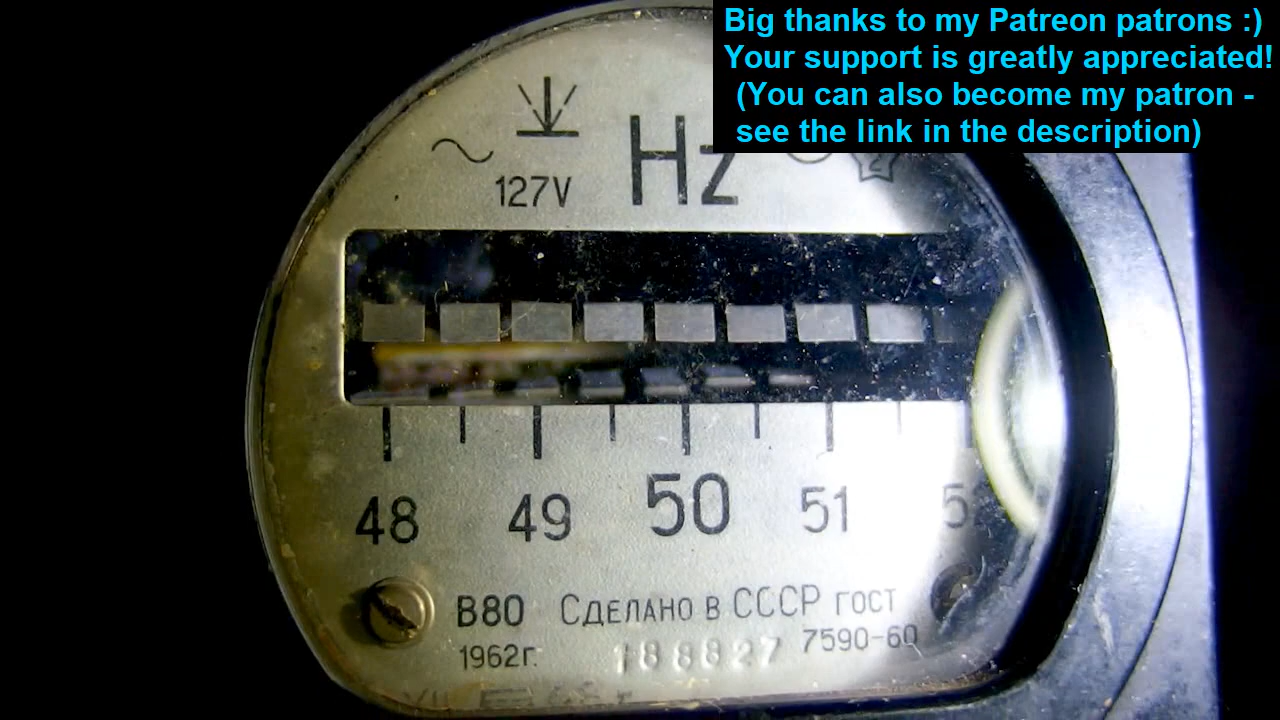 Big thanks to my Patreon patrons :)
Your support is greatly appreciated!
(You can also become my patron -
see the link in the description)
Hz
127V
2
48 49 50 51
В80 СДЕЛАНО В СССР ГОСТ
1962г. 188827 7590-60